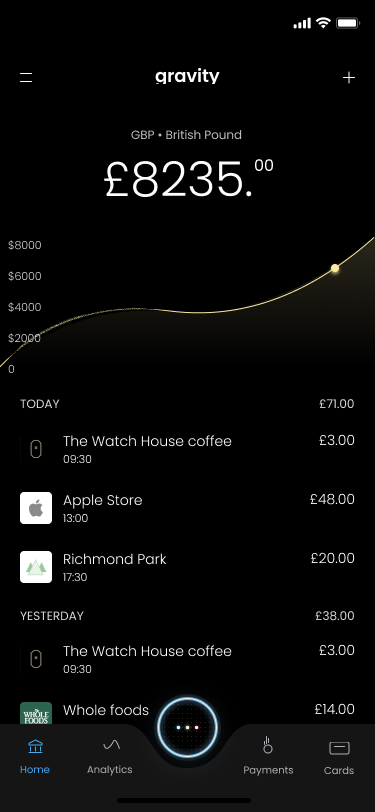 gravity
GBP • British Pound
£8235.00
$8000
$6000
$4000
$2000
0
TODAY £71.00
The Watch House coffee £3.00
09:30
Apple Store £48.00
13:00
Richmond Park £20.00
17:30
YESTERDAY £38.00
The Watch House coffee £3.00
09:30
WHOLE
FOODS
Whole foods £14.00
Home Analytics Payments Cards